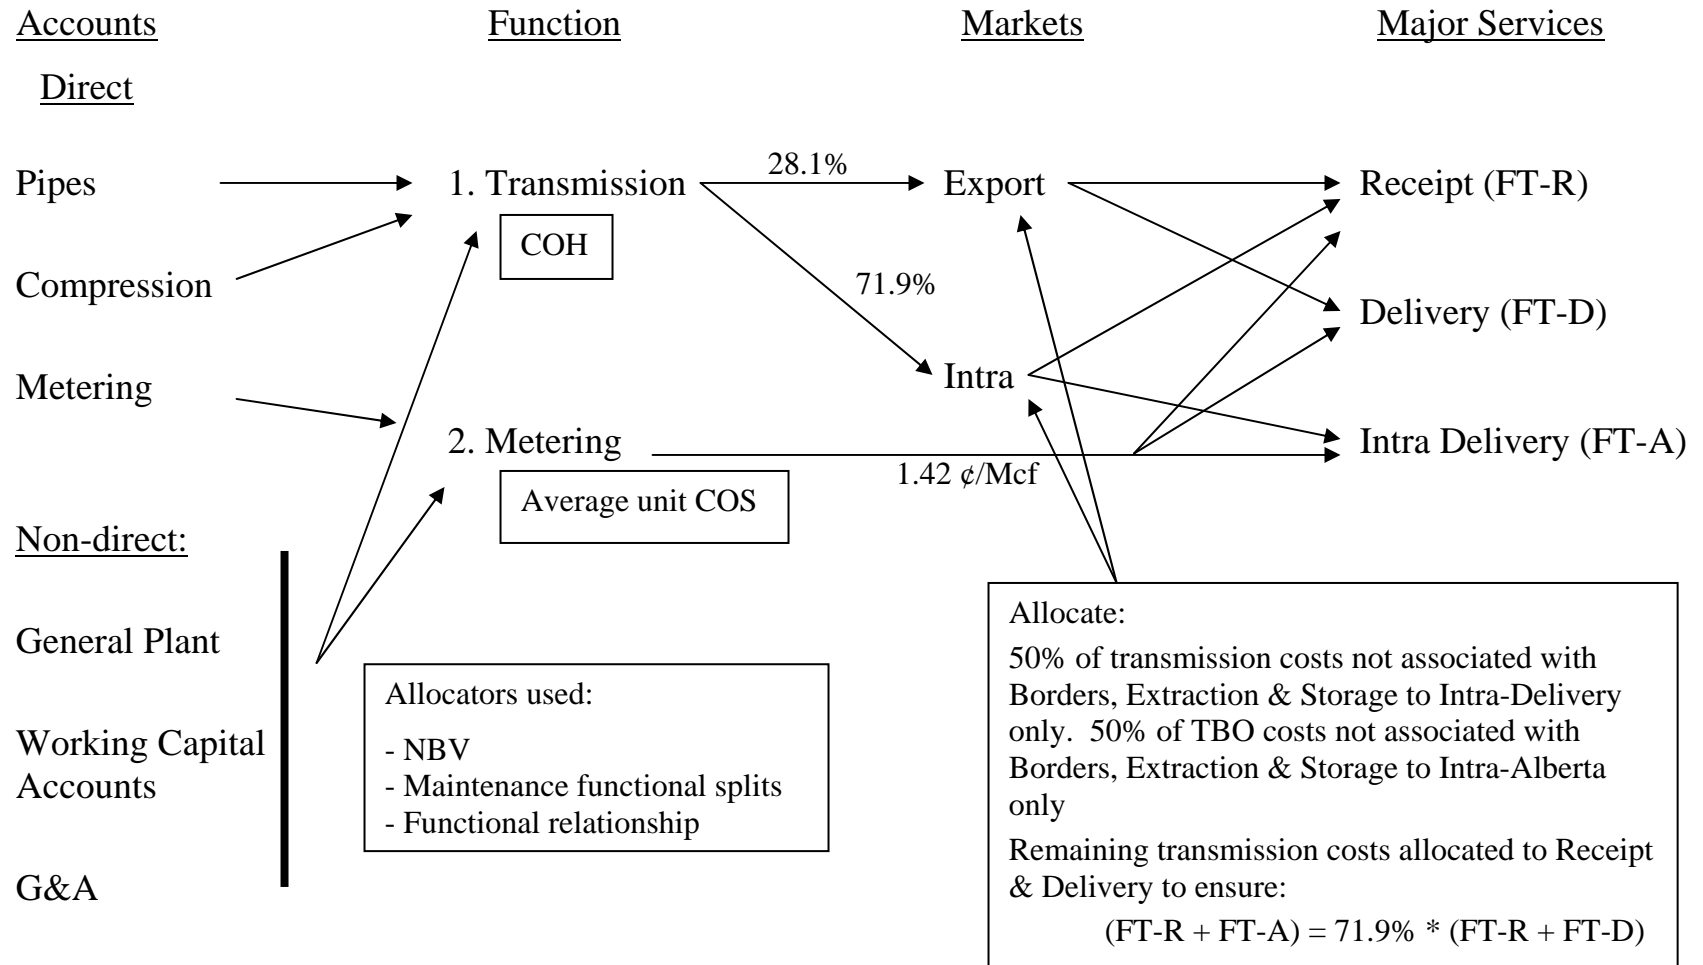 Accounts
Function
Markets
Major Services
Direct
28.1%
Pipes
1. Transmission
Export
Receipt (FT-R)
COH
Compression
71.9%
Delivery (FT-D)
Metering
Intra
2. Metering
Intra Delivery (FT-A)
1.42 ¢/Mcf
Average unit COS
Non-direct:
General Plant
Working Capital
Accounts
G&A
Allocators used:
- NBV
- Maintenance functional splits
- Functional relationship
Allocate:
50% of transmission costs not associated with
Borders, Extraction & Storage to Intra-Delivery
only.  50% of TBO costs not associated with
Borders, Extraction & Storage to Intra-Alberta
only
Remaining transmission costs allocated to Receipt
& Delivery to ensure:
(FT-R + FT-A) = 71.9% * (FT-R + FT-D)